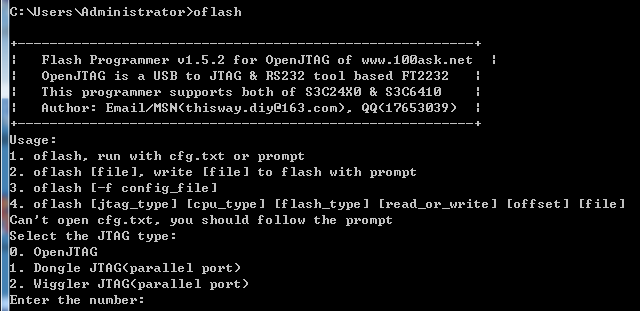 C:\Users\Administrator>oflash
+---------------------------------------------------------+
|   Flash Programmer v1.5.2 for OpenJTAG of www.100ask.net  |
|   OpenJTAG is a USB to JTAG & RS232 tool based FT2232   |
|   This programmer supports both of S3C24X0 & S3C6410    |
|   Author: Email/MSN(thisway.diy@163.com), QQ(17653039)  |
+---------------------------------------------------------+
Usage:
1. oflash, run with cfg.txt or prompt
2. oflash [file], write [file] to flash with prompt
3. oflash [-f config_file]
4. oflash [jtag_type] [cpu_type] [flash_type] [read_or_write] [offset] [file]
Can't open cfg.txt, you should follow the prompt
Select the JTAG type:
0. OpenJTAG
1. Dongle JTAG(parallel port)
2. Wiggler JTAG(parallel port)
Enter the number: